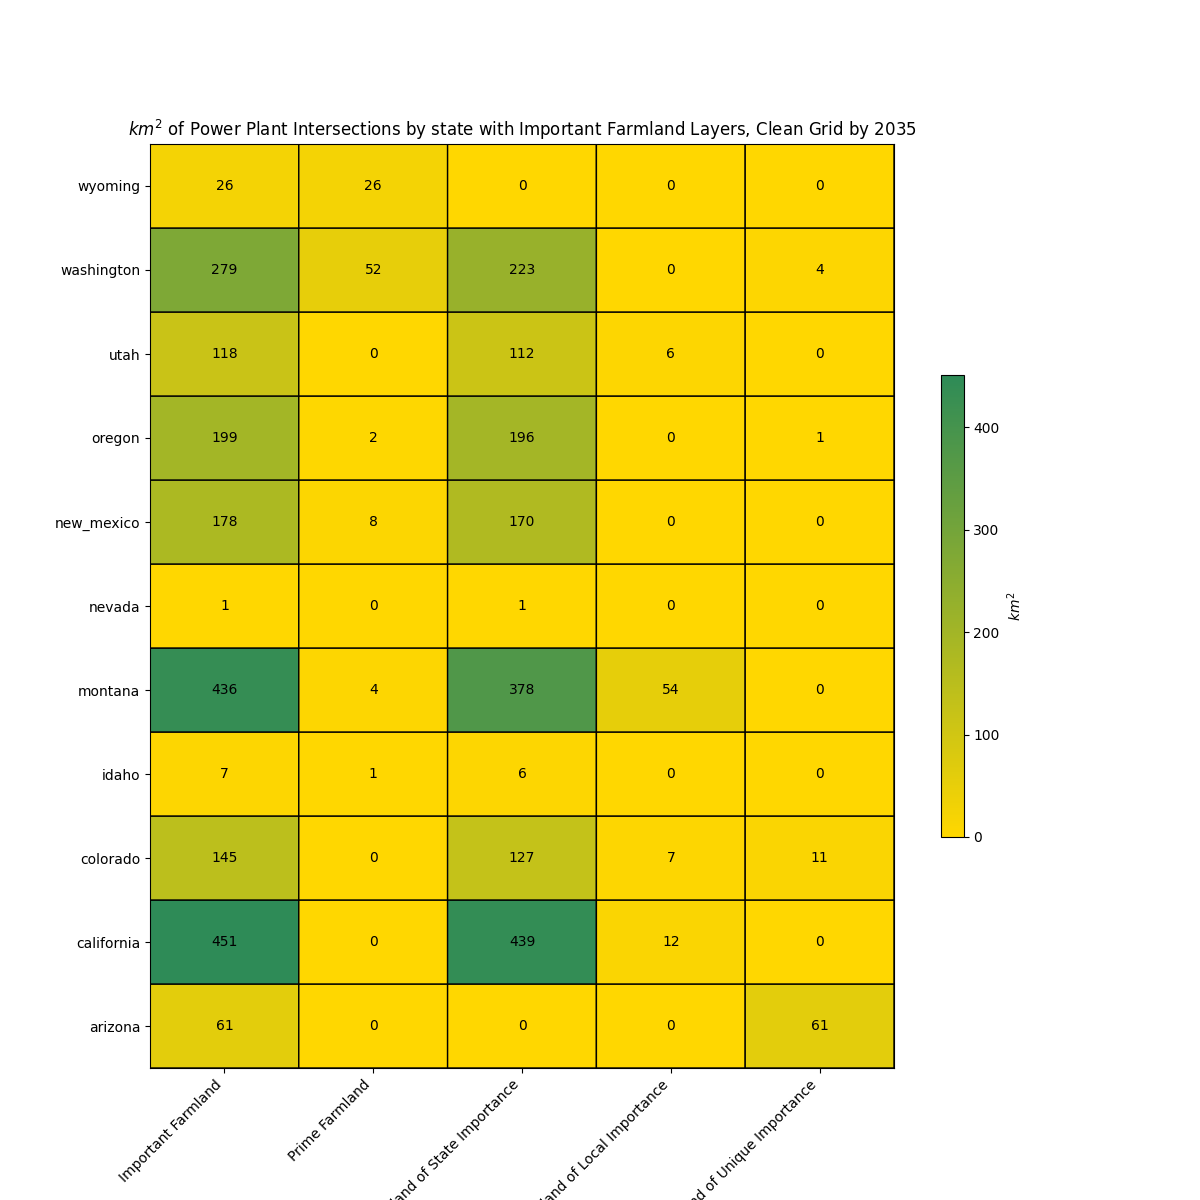 km² of Power Plant Intersections by state with Important Farmland Layers, Clean Grid by 2035
wyoming 26 26 0 0 0
washington 279 52 223 0 4
utah 118 0 112 6 0
oregon 199 2 196 0 1
new_mexico 178 8 170 0 0
nevada 1 0 1 0 0
montana 436 4 378 54 0
idaho 7 1 6 0 0
colorado 145 0 127 7 11
california 451 0 439 12 0
arizona 61 0 0 0 61
Important Farmland
Prime Farmland
of State Importance
of Local Importance
of Unique Importance
400
300
200
100
0
km²